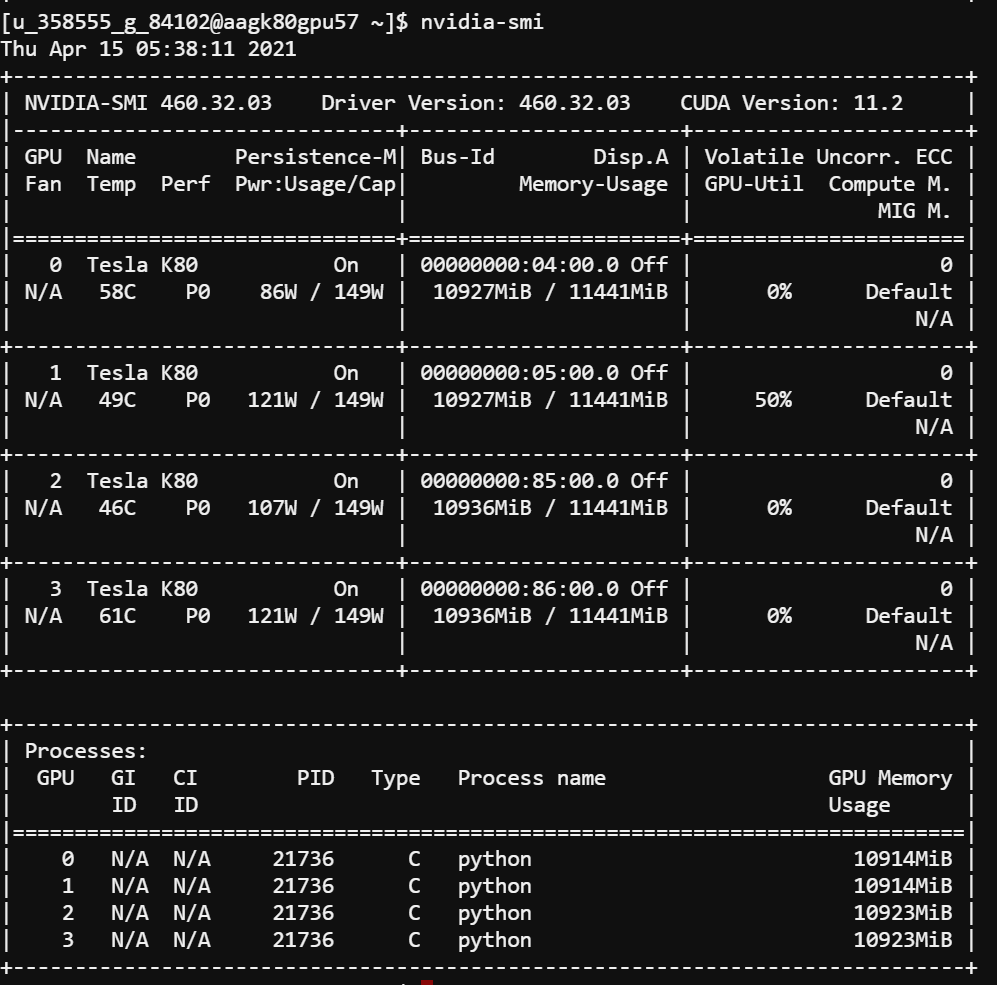 [u_358555_g_84102@aagk80gpu57 ~]$ nvidia-smi
Thu Apr 15 05:38:11 2021
+-----------------------------------------------------------------------------+
| NVIDIA-SMI 460.32.03    Driver Version: 460.32.03    CUDA Version: 11.2     |
|-------------------------------+----------------------+----------------------+
| GPU  Name        Persistence-M| Bus-Id        Disp.A | Volatile Uncorr. ECC |
| Fan  Temp  Perf  Pwr:Usage/Cap|         Memory-Usage | GPU-Util  Compute M. |
|                               |                      |               MIG M. |
|===============================+======================+======================|
|   0  Tesla K80           On   | 00000000:04:00.0 Off |                    0 |
| N/A   58C    P0    86W / 149W |  10927MiB / 11441MiB |      0%      Default |
|                               |                      |                  N/A |
+-------------------------------+----------------------+----------------------+
|   1  Tesla K80           On   | 00000000:05:00.0 Off |                    0 |
| N/A   49C    P0   121W / 149W |  10927MiB / 11441MiB |     50%      Default |
|                               |                      |                  N/A |
+-------------------------------+----------------------+----------------------+
|   2  Tesla K80           On   | 00000000:85:00.0 Off |                    0 |
| N/A   46C    P0   107W / 149W |  10936MiB / 11441MiB |      0%      Default |
|                               |                      |                  N/A |
+-------------------------------+----------------------+----------------------+
|   3  Tesla K80           On   | 00000000:86:00.0 Off |                    0 |
| N/A   61C    P0   121W / 149W |  10936MiB / 11441MiB |      0%      Default |
|                               |                      |                  N/A |
+-------------------------------+----------------------+----------------------+

+-----------------------------------------------------------------------------+
| Processes:                                                                  |
|  GPU   GI   CI        PID   Type   Process name                  GPU Memory |
|        ID   ID                                                   Usage      |
|=============================================================================|
|    0   N/A  N/A     21736      C   python                          10914MiB |
|    1   N/A  N/A     21736      C   python                          10914MiB |
|    2   N/A  N/A     21736      C   python                          10923MiB |
|    3   N/A  N/A     21736      C   python                          10923MiB |
+-----------------------------------------------------------------------------+